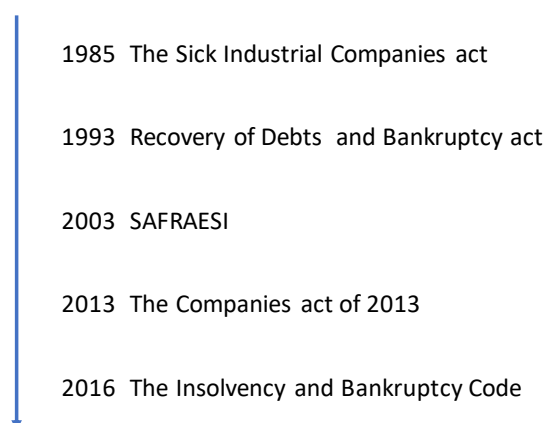 1985 The Sick Industrial Companies act
1993 Recovery of Debts and Bankruptcy act
2003 SAFRAESI
2013 The Companies act of 2013
2016 The Insolvency and Bankruptcy Code